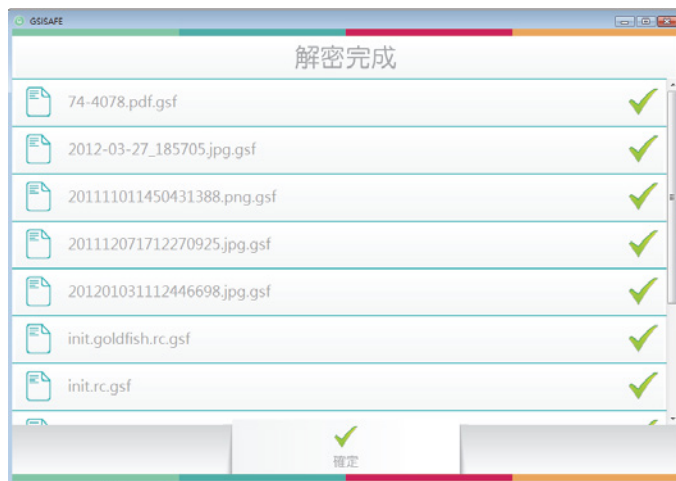 GSISAFE
解密完成
74-4078.pdf.gsf
2012-03-27_185705.jpg.gsf
201111011450431388.png.gsf
201112071712270925.jpg.gsf
201201031112446698.jpg.gsf
init.goldfish.rc.gsf
init.rc.gsf
確定